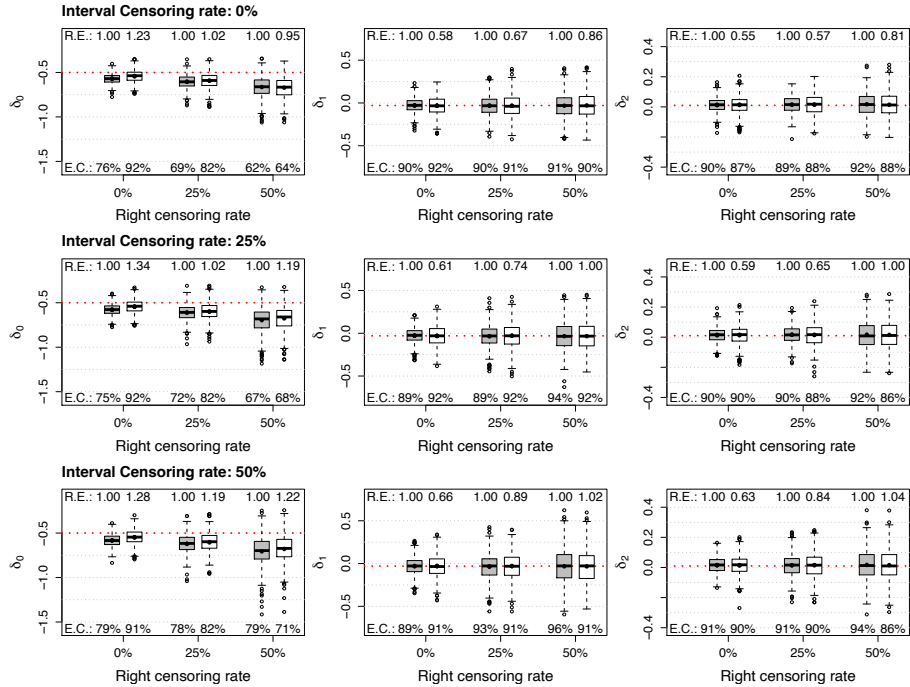 Interval Censoring rate: 0%
R.E.: 1.00 1.23 1.00 1.02 1.00 0.95
δ0
−0.5
−1.0
−1.5
E.C.: 76% 92% 69% 82% 62% 64%
0% 25% 50%
Right censoring rate
R.E.: 1.00 0.58 1.00 0.67 1.00 0.86
δ1
0.5
0.0
−0.5
E.C.: 90% 92% 90% 91% 91% 90%
0% 25% 50%
Right censoring rate
R.E.: 1.00 0.55 1.00 0.57 1.00 0.81
δ2
0.4
0.2
0.0
−0.4
E.C.: 90% 87% 89% 88% 92% 88%
0% 25% 50%
Right censoring rate
Interval Censoring rate: 25%
R.E.: 1.00 1.34 1.00 1.02 1.00 1.19
δ0
−0.5
−1.0
−1.5
E.C.: 75% 92% 72% 82% 67% 68%
0% 25% 50%
Right censoring rate
R.E.: 1.00 0.61 1.00 0.74 1.00 1.00
δ1
0.5
0.0
−0.5
E.C.: 89% 92% 89% 92% 94% 92%
0% 25% 50%
Right censoring rate
R.E.: 1.00 0.59 1.00 0.65 1.00 1.00
δ2
0.4
0.2
0.0
−0.4
E.C.: 90% 90% 90% 88% 92% 86%
0% 25% 50%
Right censoring rate
Interval Censoring rate: 50%
R.E.: 1.00 1.28 1.00 1.19 1.00 1.22
δ0
−0.5
−1.0
−1.5
E.C.: 79% 91% 78% 82% 79% 71%
0% 25% 50%
Right censoring rate
R.E.: 1.00 0.66 1.00 0.89 1.00 1.02
δ1
0.5
0.0
−0.5
E.C.: 89% 91% 93% 91% 96% 91%
0% 25% 50%
Right censoring rate
R.E.: 1.00 0.63 1.00 0.84 1.00 1.04
δ2
0.4
0.2
0.0
−0.4
E.C.: 91% 90% 91% 90% 94% 86%
0% 25% 50%
Right censoring rate